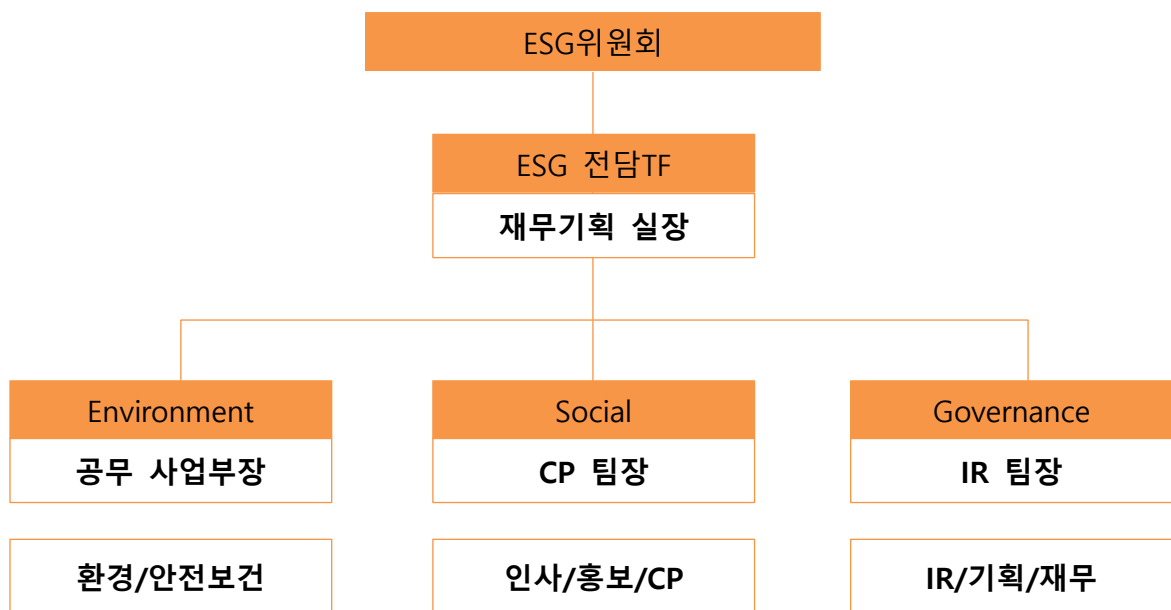 ESG위원회
ESG 전담TF
재무기획 실장
Environment
공무 사업부장
환경/안전보건
Social
CP 팀장
인사/홍보/CP
Governance
IR 팀장
IR/기획/재무